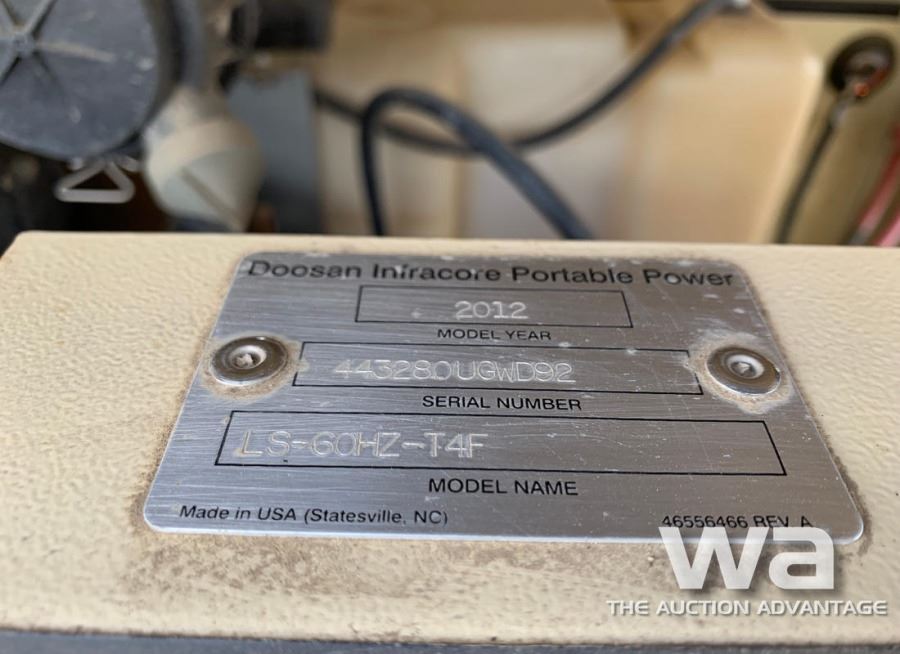 Doosan Infracore Portable Power
2012
MODEL YEAR
443280UGWD92
SERIAL NUMBER
LS-60HZ-T4F
MODEL NAME
Made in USA (Statesville, NC)
46556466 REV A
wa
THE AUCTION ADVANTAGE